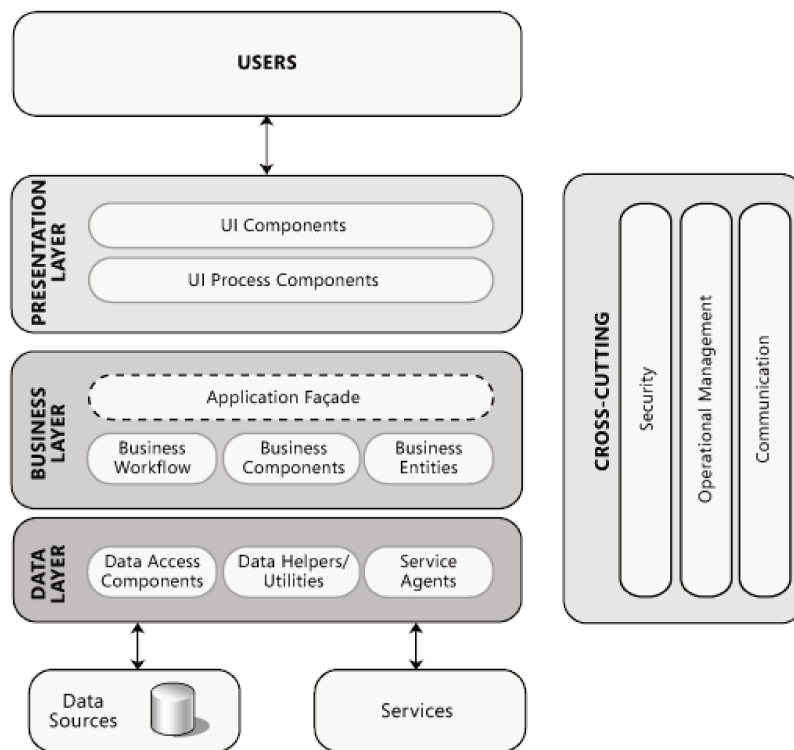 USERS
PRESENTATION
LAYER
UI Components
UI Process Components
BUSINESS
LAYER
Application Façade
Business
Workflow
Business
Components
Business
Entities
DATA
LAYER
Data Access
Components
Data Helpers/
Utilities
Service
Agents
Data
Sources
Services
CROSS-CUTTING
Security
Operational Management
Communication